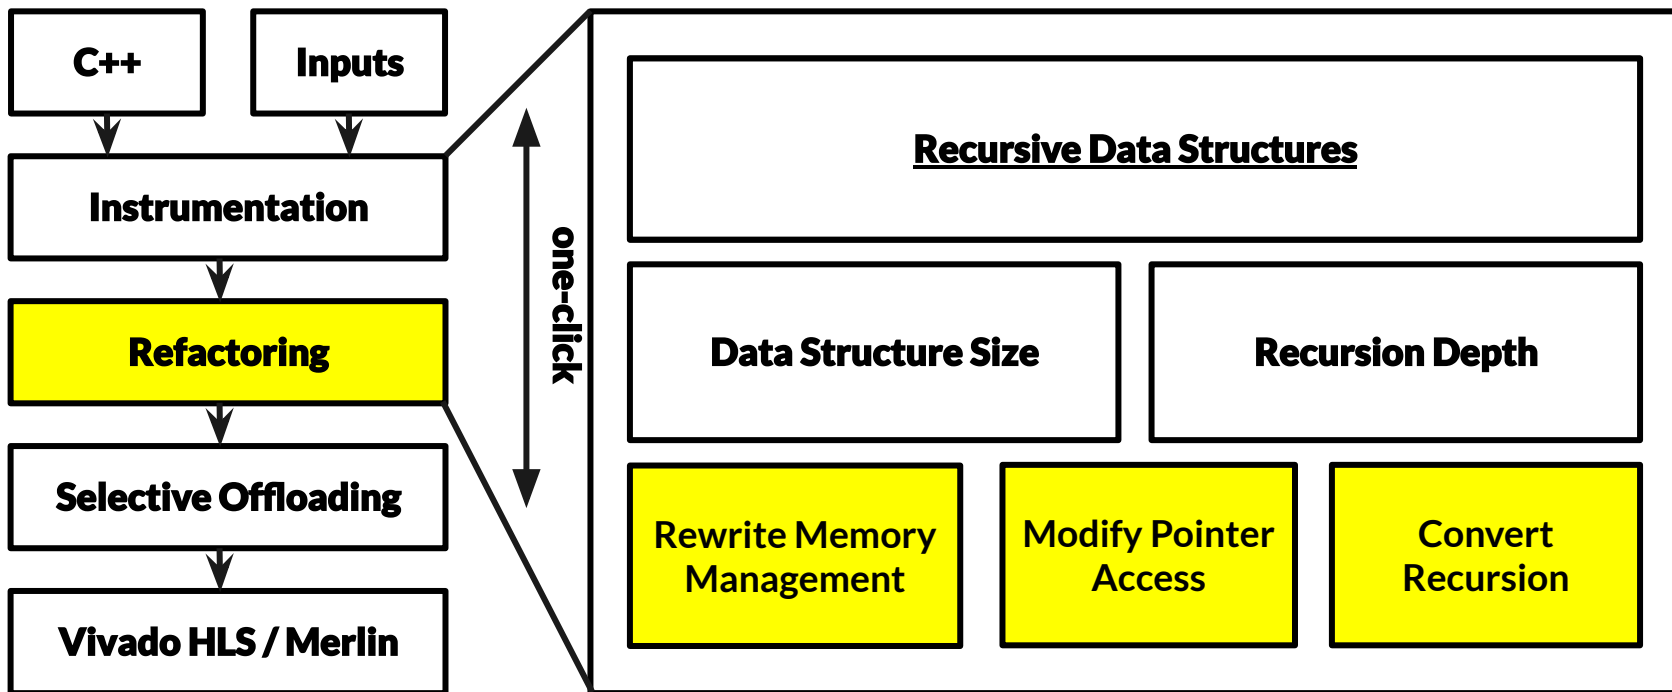 C++
Inputs
Instrumentation
Refactoring
Selective Offloading
Vivado HLS / Merlin
one-click
Recursive Data Structures
Data Structure Size
Recursion Depth
Rewrite Memory
Management
Modify Pointer
Access
Convert
Recursion